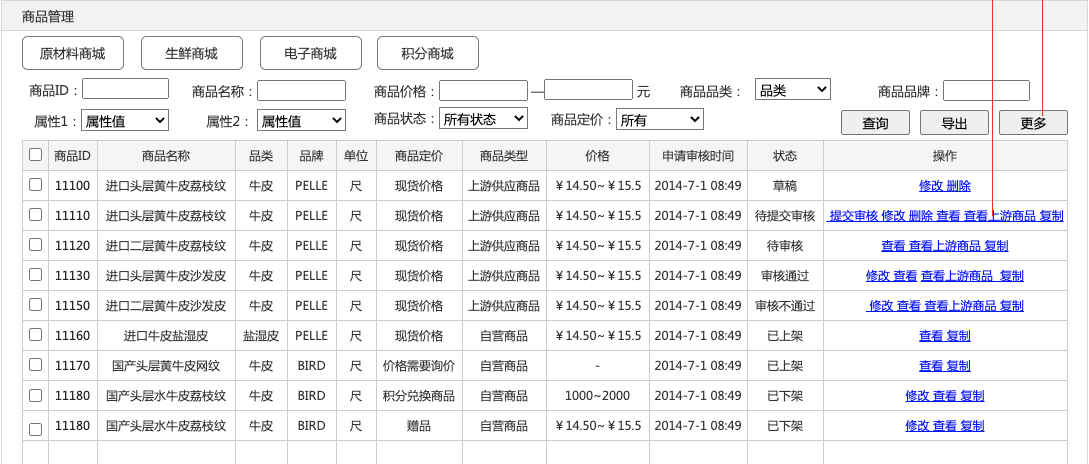 商品管理
原材料商城 生鲜商城 电子商城 积分商城
商品ID： 商品名称： 商品价格： — 元 商品品类： 品类 商品品牌：
属性1： 属性值 属性2： 属性值 商品状态： 所有状态 商品定价： 所有 查询 导出 更多
商品ID 商品名称 品类 品牌 单位 商品定价 商品类型 价格 申请审核时间 状态 操作
11100 进口头层黄牛皮荔枝纹 牛皮 PELLE 尺 现货价格 上游供应商品 ￥14.50~￥15.5 2014-7-1 08:49 草稿 修改 删除
11110 进口头层黄牛皮荔枝纹 牛皮 PELLE 尺 现货价格 上游供应商品 ￥14.50~￥15.5 2014-7-1 08:49 待提交审核 提交审核 修改 删除 查看 查看上游商品 复制
11120 进口二层黄牛皮荔枝纹 牛皮 PELLE 尺 现货价格 上游供应商品 ￥14.50~￥15.5 2014-7-1 08:49 待审核 查看 查看上游商品 复制
11130 进口头层黄牛皮沙发皮 牛皮 PELLE 尺 现货价格 上游供应商品 ￥14.50~￥15.5 2014-7-1 08:49 审核通过 修改 查看 查看上游商品 复制
11150 进口二层黄牛皮沙发皮 牛皮 PELLE 尺 现货价格 上游供应商品 ￥14.50~￥15.5 2014-7-1 08:49 审核不通过 修改 查看 查看上游商品 复制
11160 进口牛皮盐湿皮 盐湿皮 PELLE 尺 现货价格 自营商品 ￥14.50~￥15.5 2014-7-1 08:49 已上架 查看 复制
11170 国产头层黄牛皮网纹 牛皮 BIRD 尺 价格需要询价 自营商品 - 2014-7-1 08:49 已上架 查看 复制
11180 国产头层水牛皮荔枝纹 牛皮 BIRD 尺 积分兑换商品 自营商品 1000~2000 2014-7-1 08:49 已下架 修改 查看 复制
11180 国产头层水牛皮荔枝纹 牛皮 BIRD 尺 赠品 自营商品 ￥14.50~￥15.5 2014-7-1 08:49 已下架 修改 查看 复制